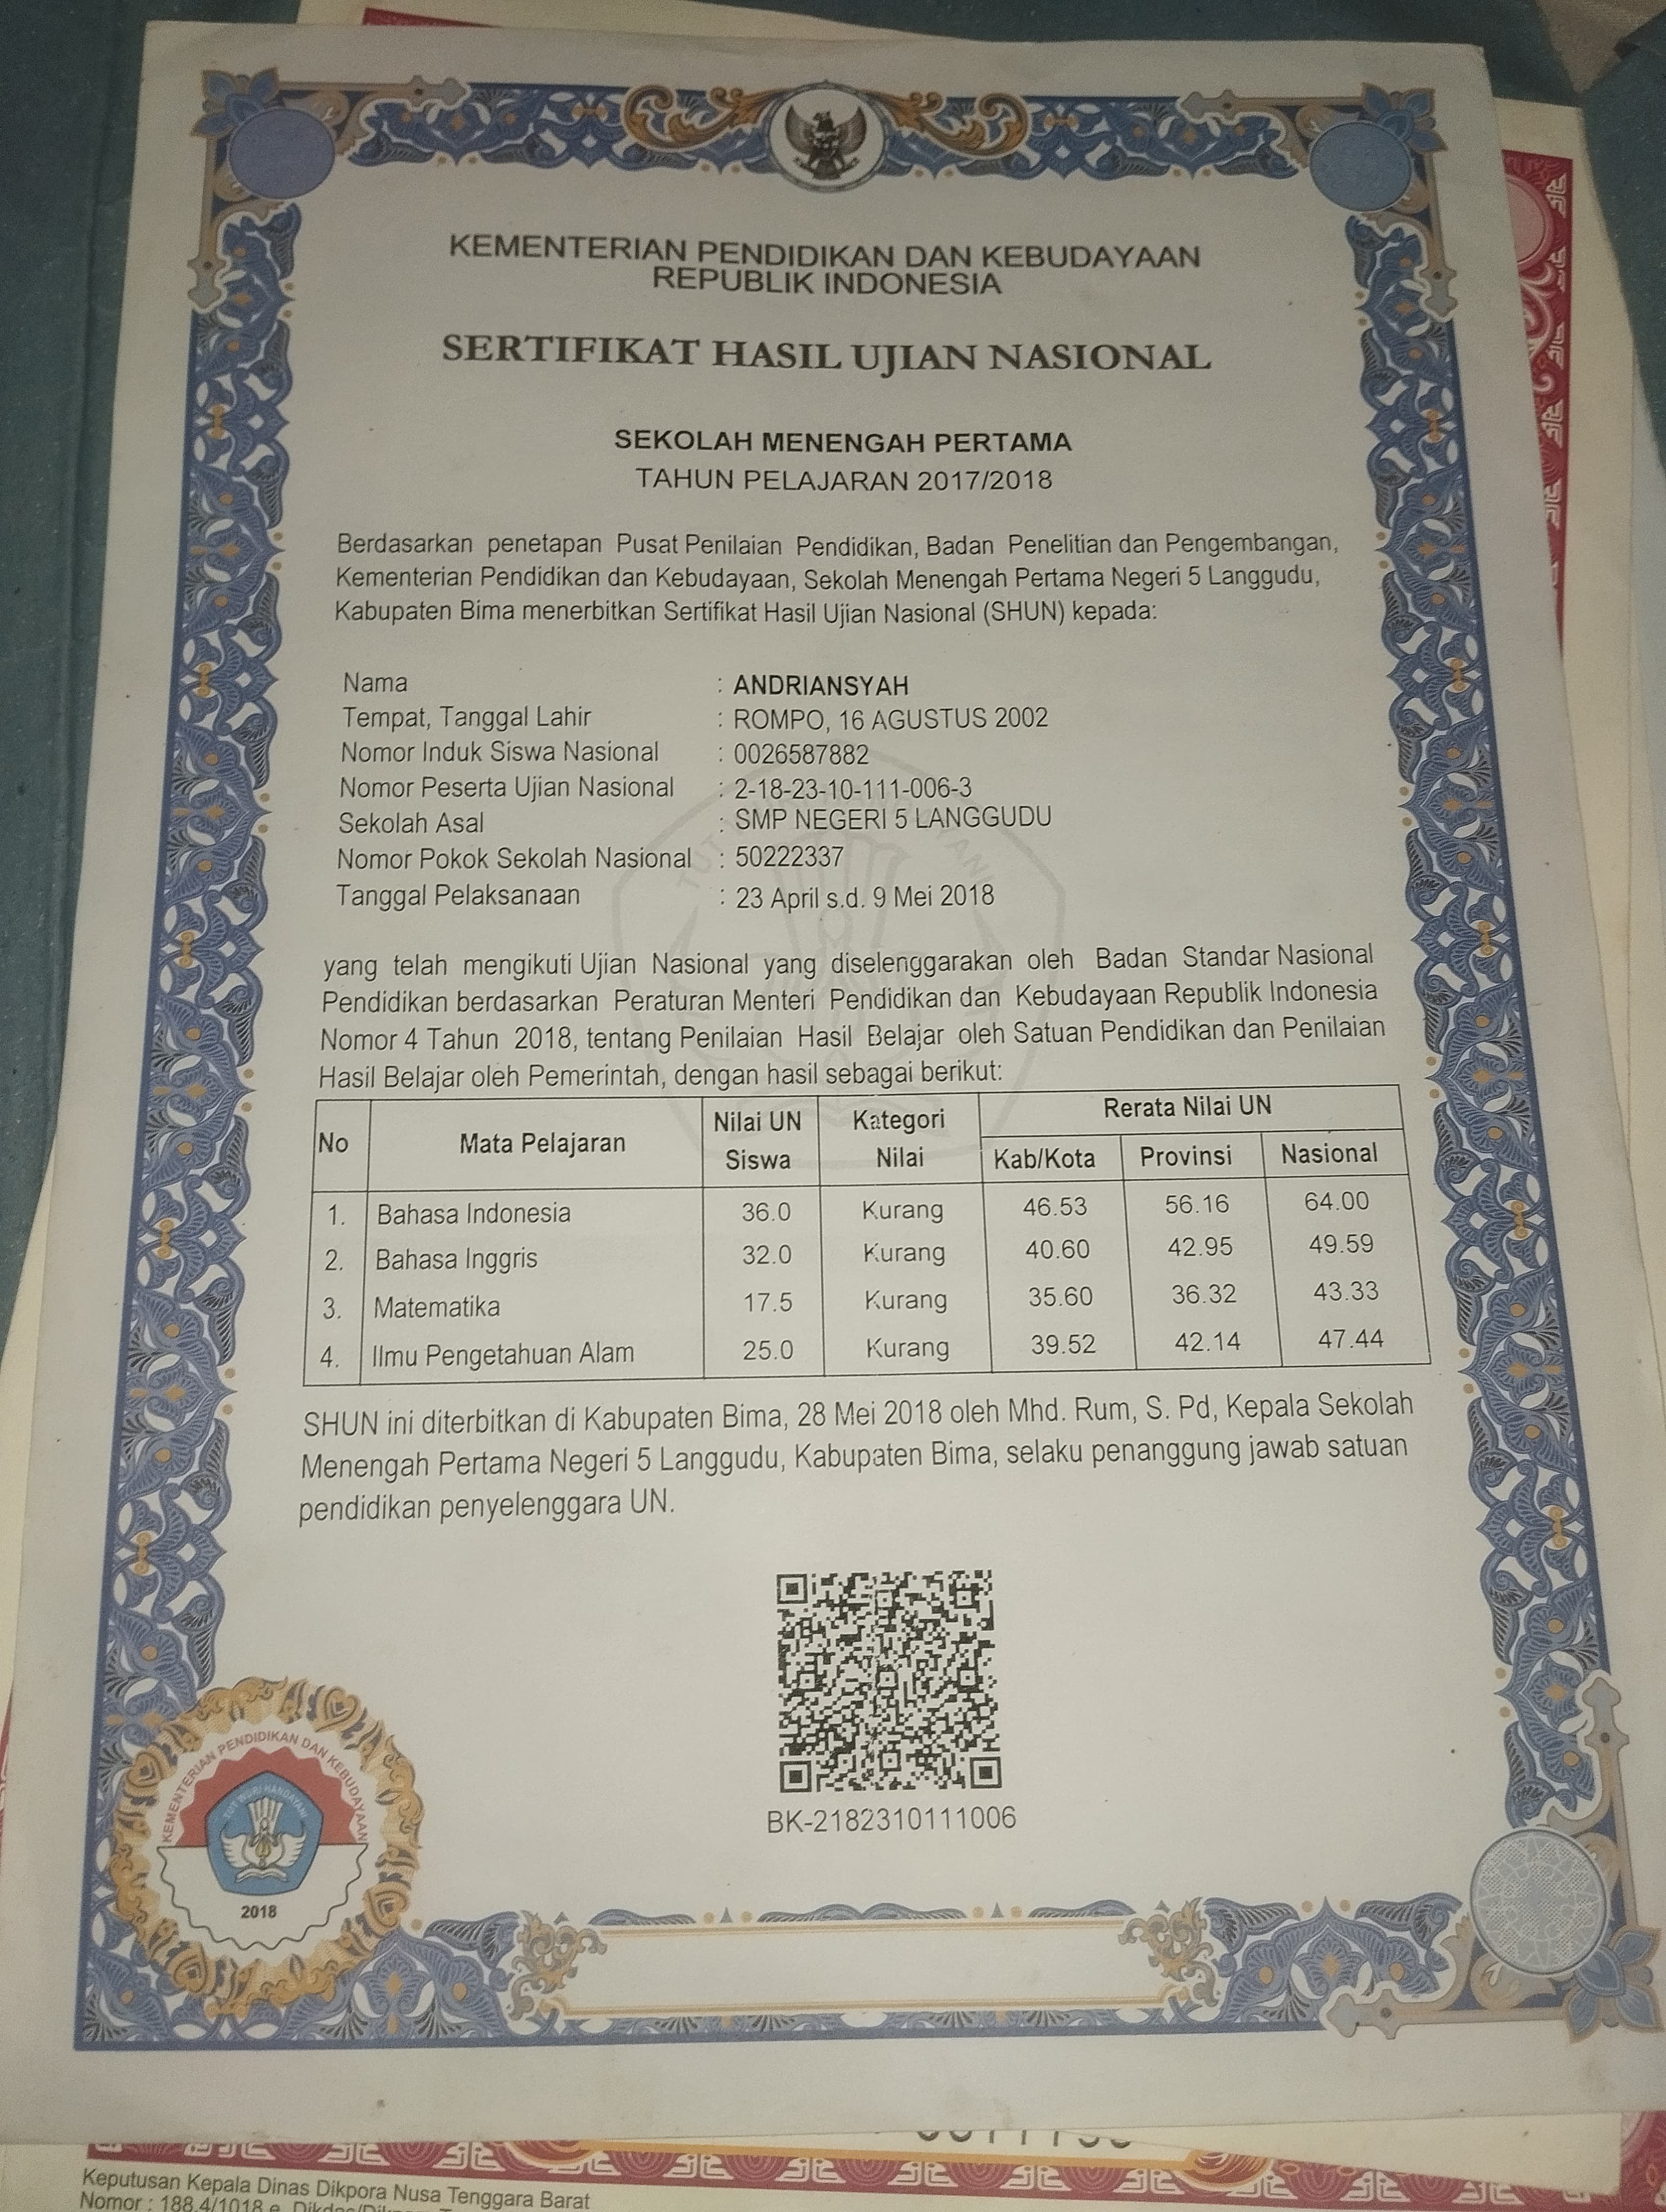 KEMENTERIAN PENDIDIKAN DAN KEBUDAYAAN
REPUBLIK INDONESIA
SERTIFIKAT HASIL UJIAN NASIONAL
SEKOLAH MENENGAH PERTAMA
TAHUN PELAJARAN 2017/2018
Berdasarkan penetapan Pusat Penilaian Pendidikan, Badan Penelitian dan Pengembangan,
Kementerian Pendidikan dan Kebudayaan, Sekolah Menengah Pertama Negeri 5 Langgudu,
Kabupaten Bima menerbitkan Sertifikat Hasil Ujian Nasional (SHUN) kepada:
Nama : ANDRIANSYAH
Tempat, Tanggal Lahir : ROMPO, 16 AGUSTUS 2002
Nomor Induk Siswa Nasional : 0026587882
Nomor Peserta Ujian Nasional : 2-18-23-10-111-006-3
Sekolah Asal : SMP NEGERI 5 LANGGUDU
Nomor Pokok Sekolah Nasional : 50222337
Tanggal Pelaksanaan : 23 April s.d. 9 Mei 2018
yang telah mengikuti Ujian Nasional yang diselenggarakan oleh Badan Standar Nasional
Pendidikan berdasarkan Peraturan Menteri Pendidikan dan Kebudayaan Republik Indonesia
Nomor 4 Tahun 2018, tentang Penilaian Hasil Belajar oleh Satuan Pendidikan dan Penilaian
Hasil Belajar oleh Pemerintah, dengan hasil sebagai berikut:
No Mata Pelajaran Nilai UN Siswa Kategori Nilai Rerata Nilai UN
Kab/Kota Provinsi Nasional
1. Bahasa Indonesia 36.0 Kurang 46.53 56.16 64.00
2. Bahasa Inggris 32.0 Kurang 40.60 42.95 49.59
3. Matematika 17.5 Kurang 35.60 36.32 43.33
4. Ilmu Pengetahuan Alam 25.0 Kurang 39.52 42.14 47.44
SHUN ini diterbitkan di Kabupaten Bima, 28 Mei 2018 oleh Mhd. Rum, S. Pd, Kepala Sekolah
Menengah Pertama Negeri 5 Langgudu, Kabupaten Bima, selaku penanggung jawab satuan
pendidikan penyelenggara UN.
BK-2182310111006
KEMENTERIAN PENDIDIKAN DAN KEBUDAYAAN
TUT WURI HANDAYANI
2018
Keputusan Kepala Dinas Dikpora Nusa Tenggara Barat
Nomor : 188.4/1018.e